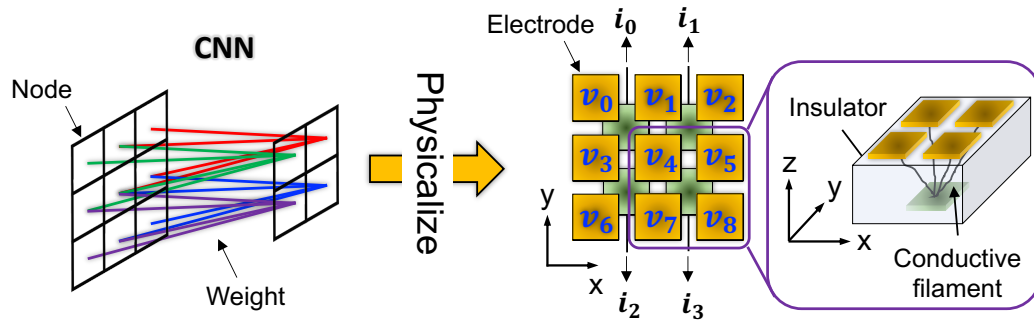 CNN
Node
Weight
Physicalize
Electrode
i₀ i₁
v₀ v₁ v₂
v₃ v₄ v₅
v₆ v₇ v₈
i₂ i₃
y
x
Insulator
z
y
x
Conductive
filament